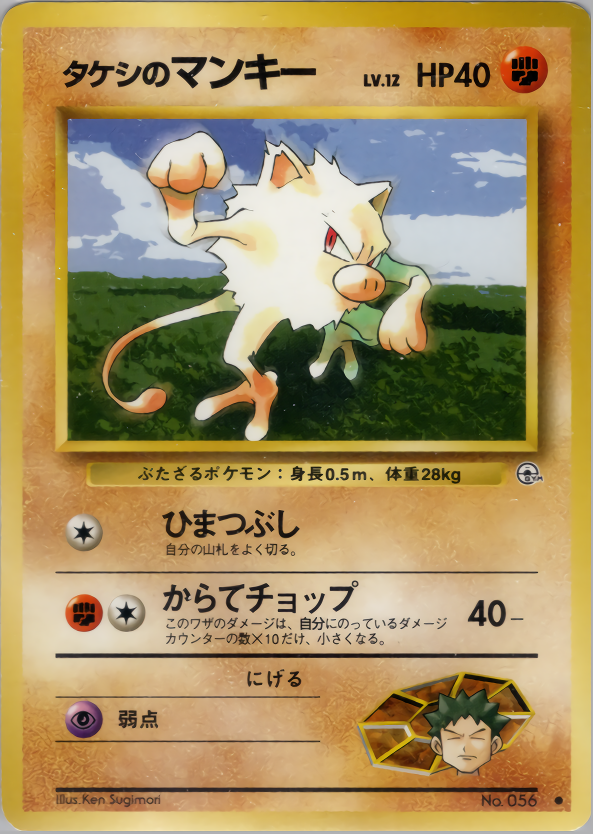 タケシのマンキー LV.12 HP40
ぶたざるポケモン：身長0.5m、体重28kg
GYM
ひまつぶし
自分の山札をよく切る。
からてチョップ 40－
このワザのダメージは、自分にのっているダメージ
カウンターの数×10だけ、小さくなる。
にげる
弱点
Illus.Ken Sugimori No. 056